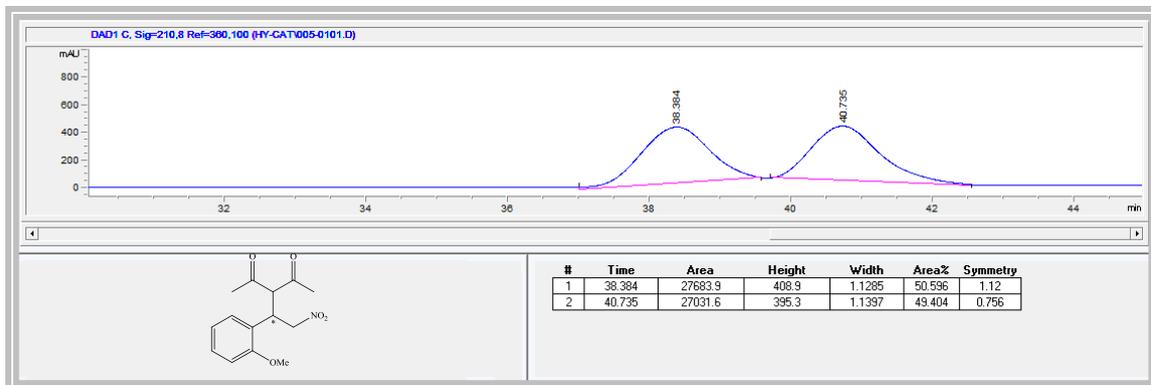 DAD1 C, Sig=210,8 Ref=360,100 (HY-CAT\005-0101.D)
mAU
800
600
400
200
0
38.384
40.735
32
34
36
38
40
42
44
min
O
O
NO2
*
OMe
# Time Area Height Width Area% Symmetry
1 38.384 27683.9 408.9 1.1285 50.596 1.12
2 40.735 27031.6 395.3 1.1397 49.404 0.756